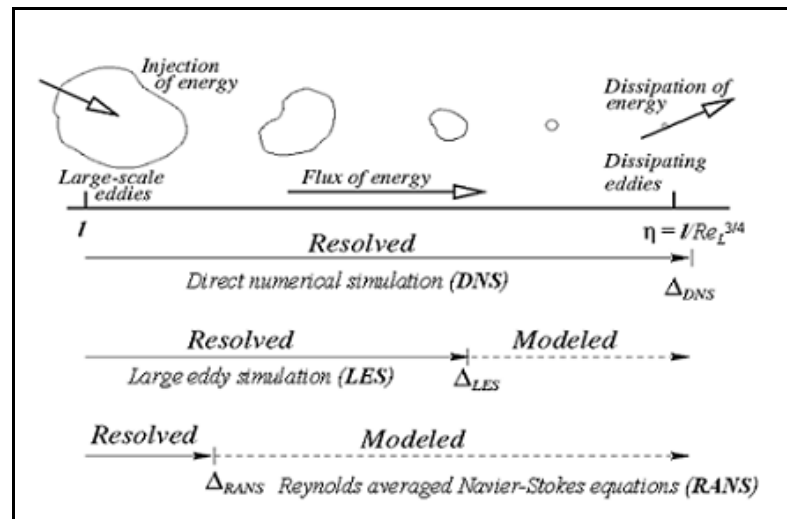 Injection
of energy
Dissipation of
energy
Large-scale
eddies
Flux of energy
Dissipating
eddies
l
η = l/Re_L^3/4
Resolved
Direct numerical simulation (DNS)
Δ_DNS
Resolved
Modeled
Large eddy simulation (LES)
Δ_LES
Resolved
Modeled
Δ_RANS
Reynolds averaged Navier-Stokes equations (RANS)